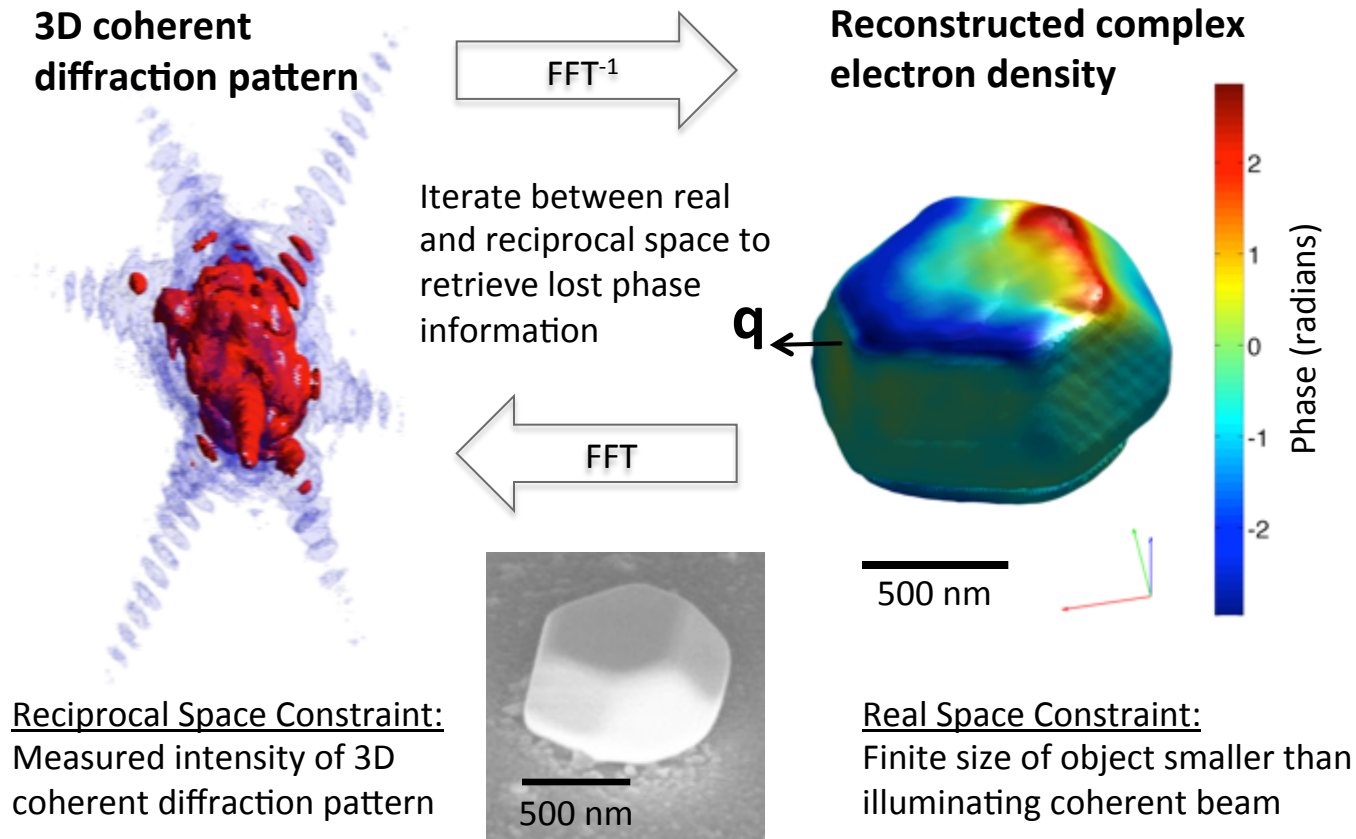 3D coherent
diffraction pattern
FFT-1
Reconstructed complex
electron density
Iterate between real
and reciprocal space to
retrieve lost phase
information
q
FFT
2
1
0
-1
-2
Phase (radians)
500 nm
500 nm
Reciprocal Space Constraint:
Measured intensity of 3D
coherent diffraction pattern
Real Space Constraint:
Finite size of object smaller than
illuminating coherent beam